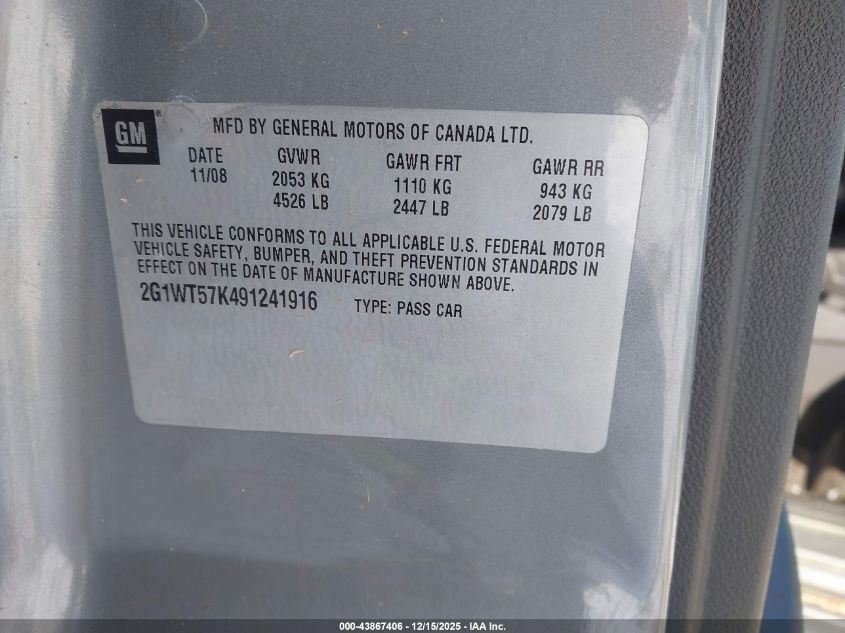 GM®
MFD BY GENERAL MOTORS OF CANADA LTD.
DATE GVWR GAWR FRT GAWR RR
11/08 2053 KG 1110 KG 943 KG
4526 LB 2447 LB 2079 LB
THIS VEHICLE CONFORMS TO ALL APPLICABLE U.S. FEDERAL MOTOR
VEHICLE SAFETY, BUMPER, AND THEFT PREVENTION STANDARDS IN
EFFECT ON THE DATE OF MANUFACTURE SHOWN ABOVE.
2G1WT57K491241916 TYPE: PASS CAR
000-43867406 - 12/15/2025 - IAA Inc.